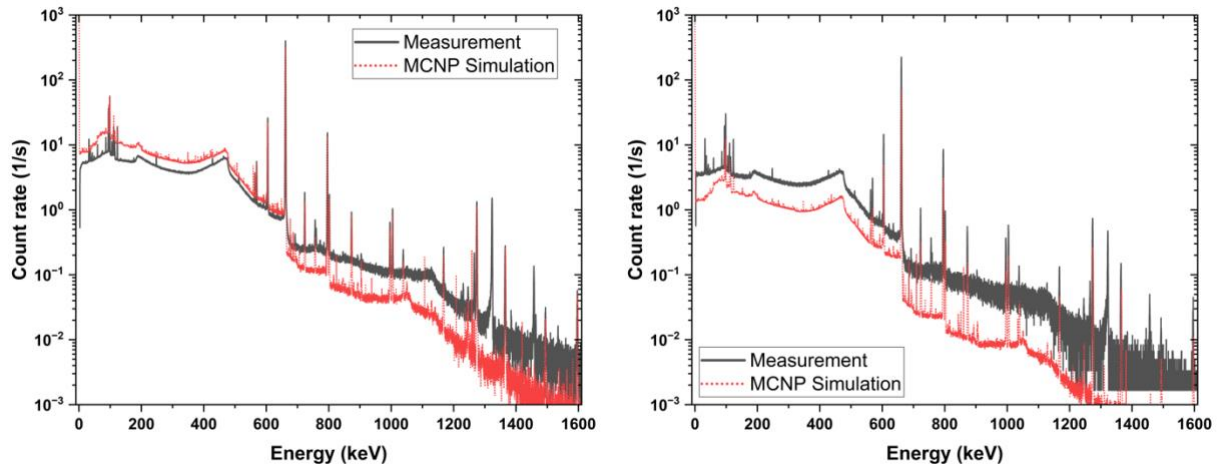 10³
10²
10¹
10⁰
10⁻¹
10⁻²
10⁻³
Count rate (1/s)
Measurement
MCNP Simulation
0 200 400 600 800 1000 1200 1400 1600
Energy (keV)
10³
10²
10¹
10⁰
10⁻¹
10⁻²
10⁻³
Count rate (1/s)
Measurement
MCNP Simulation
0 200 400 600 800 1000 1200 1400 1600
Energy (keV)